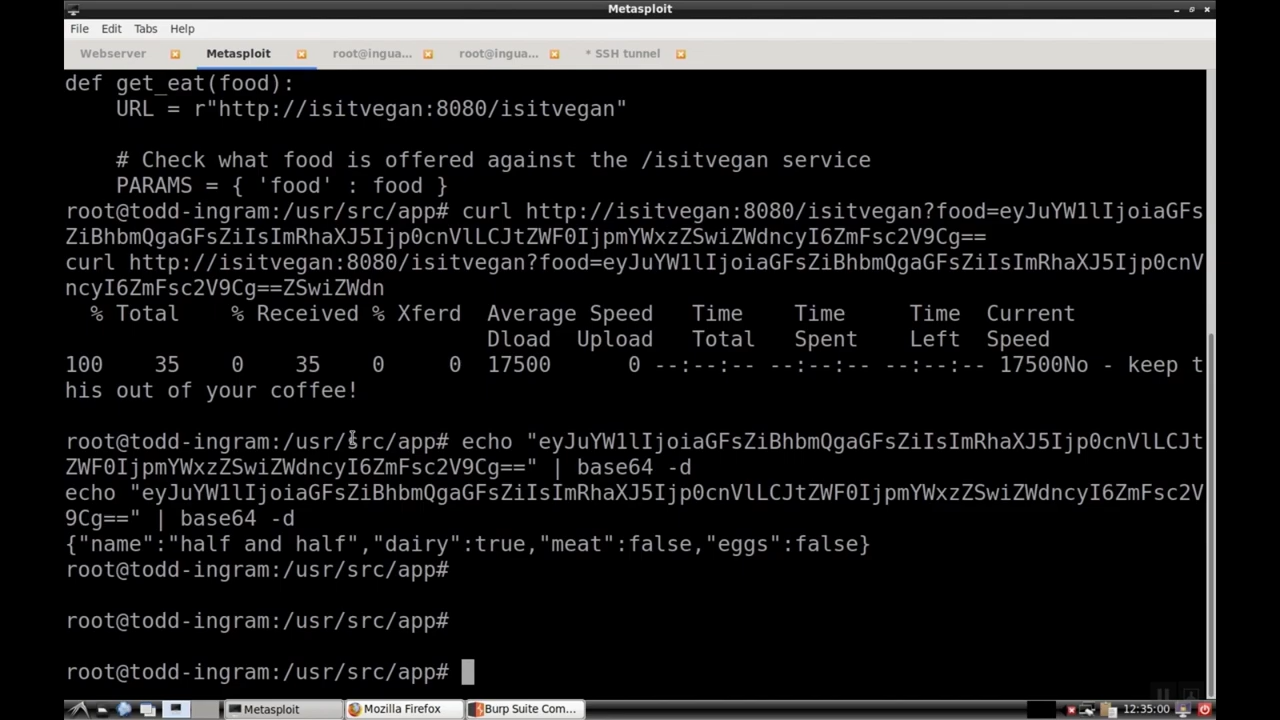 Metasploit
File Edit Tabs Help
Webserver Metasploit root@ingua... root@ingua... * SSH tunnel
def get_eat(food):
    URL = r"http://isitvegan:8080/isitvegan"
    # Check what food is offered against the /isitvegan service
    PARAMS = { 'food' : food }
root@todd-ingram:/usr/src/app# curl http://isitvegan:8080/isitvegan?food=eyJuYW1lIjoiaGFs
ZiBhbmQgaGFsZiIsImRhaXJ5Ijp0cnVlLCJtZWF0IjpmYWxzZSwiZWdncyI6ZmFsc2V9Cg==
curl http://isitvegan:8080/isitvegan?food=eyJuYW1lIjoiaGFsZiBhbmQgaGFsZiIsImRhaXJ5Ijp0cnV
ncyI6ZmFsc2V9Cg==ZSwiZWdn
  % Total    % Received % Xferd  Average Speed   Time    Time     Time  Current
                                 Dload  Upload   Total   Spent    Left  Speed
100    35    0    35    0     0  17500      0 --:--:-- --:--:-- --:--:-- 17500No - keep t
his out of your coffee!
root@todd-ingram:/usr/src/app# echo "eyJuYW1lIjoiaGFsZiBhbmQgaGFsZiIsImRhaXJ5Ijp0cnVlLCJt
ZWF0IjpmYWxzZSwiZWdncyI6ZmFsc2V9Cg==" | base64 -d
echo "eyJuYW1lIjoiaGFsZiBhbmQgaGFsZiIsImRhaXJ5Ijp0cnVlLCJtZWF0IjpmYWxzZSwiZWdncyI6ZmFsc2V
9Cg==" | base64 -d
{"name":"half and half","dairy":true,"meat":false,"eggs":false}
root@todd-ingram:/usr/src/app#
root@todd-ingram:/usr/src/app#
root@todd-ingram:/usr/src/app#
Metasploit Mozilla Firefox Burp Suite Com... 12:35:00